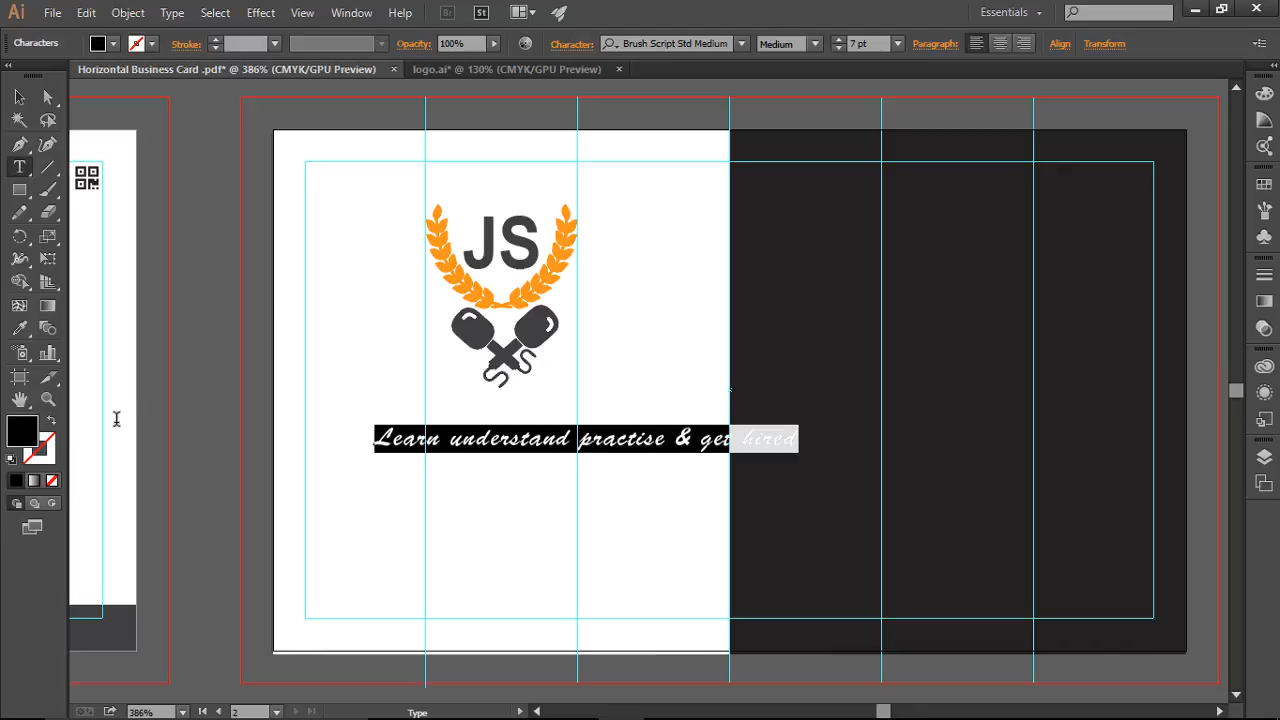 Ai File Edit Object Type Select Effect View Window Help Br St Essentials
Characters Stroke: Opacity: 100% Character: Brush Script Std Medium Medium 7 pt Paragraph: Align Transform
Horizontal Business Card .pdf* @ 386% (CMYK/GPU Preview) × logo.ai* @ 130% (CMYK/GPU Preview) ×
T
JS
Learn understand practise & get hired
386% 2 Type